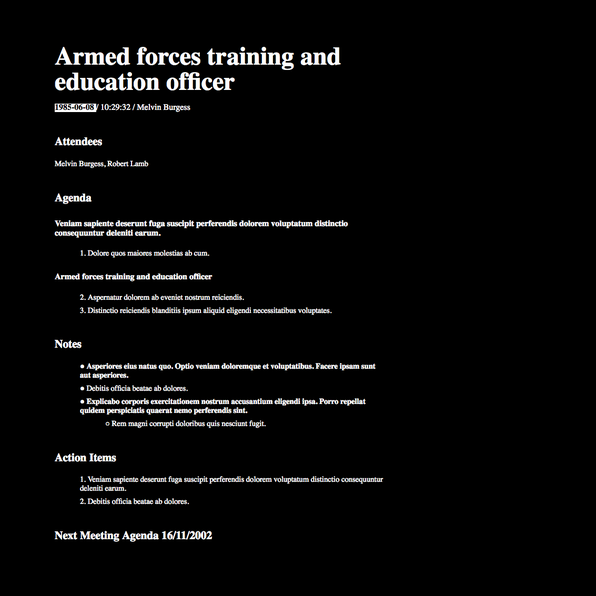 Armed forces training and
education officer
1985-06-08 / 10:29:32 / Melvin Burgess
Attendees
Melvin Burgess, Robert Lamb
Agenda
Veniam sapiente deserunt fuga suscipit perferendis dolorem voluptatum distinctio
consequuntur deleniti earum.
1. Dolore quos maiores molestias ab cum.
Armed forces training and education officer
2. Aspernatur dolorem ab eveniet nostrum reiciendis.
3. Distinctio reiciendis blanditiis ipsum aliquid eligendi necessitatibus voluptates.
Notes
● Asperiores eius natus quo. Optio veniam doloremque et voluptatibus. Facere ipsam sunt
aut asperiores.
● Debitis officia beatae ab dolores.
● Explicabo corporis exercitationem nostrum accusantium eligendi ipsa. Porro repellat
quidem perspiciatis quaerat nemo perferendis sint.
○ Rem magni corrupti doloribus quis nesciunt fugit.
Action Items
1. Veniam sapiente deserunt fuga suscipit perferendis dolorem voluptatum distinctio consequuntur
deleniti earum.
2. Debitis officia beatae ab dolores.
Next Meeting Agenda 16/11/2002